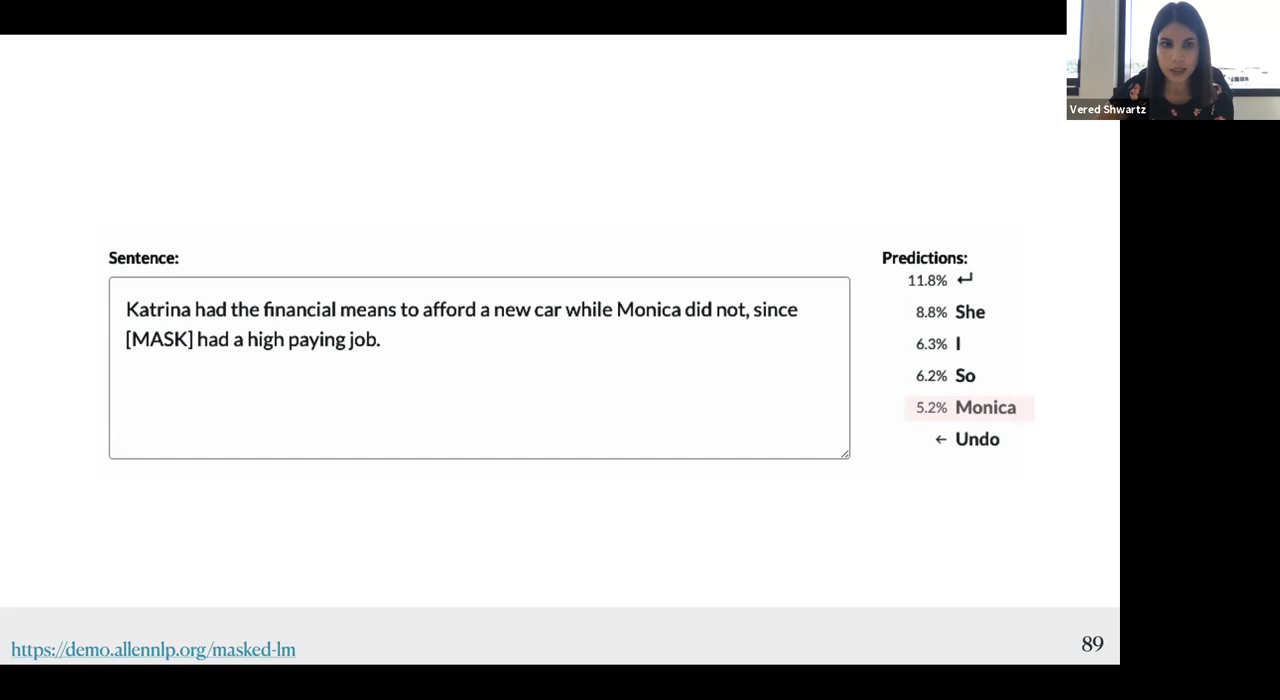 Vered Shwartz
Sentence:
Katrina had the financial means to afford a new car while Monica did not, since
[MASK] had a high paying job.
Predictions:
11.8% ↵
8.8% She
6.3% I
6.2% So
5.2% Monica
← Undo
https://demo.allennlp.org/masked-lm
89